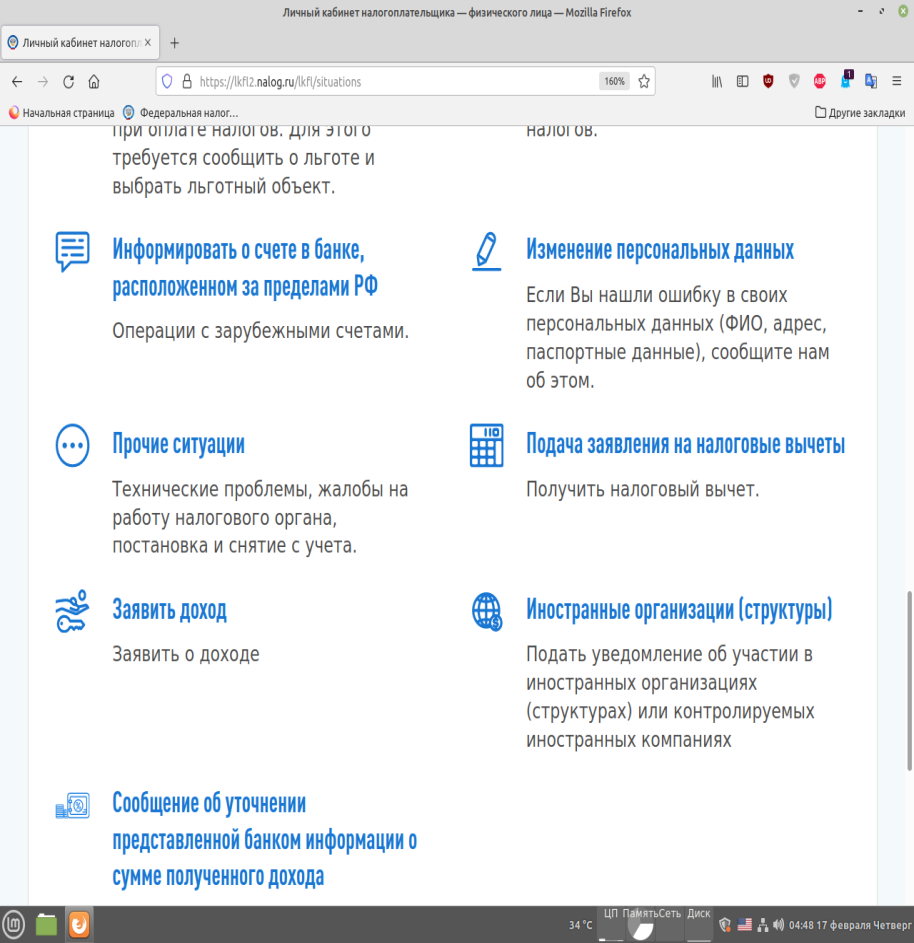 Личный кабинет налогоплательщика — физического лица — Mozilla Firefox
Личный кабинет налогопл
https://lkfl2.nalog.ru/lkfl/situations
160%
UD
ABP
1
Начальная страница
Федеральная налог...
Другие закладки
при оплате налогов. Для этого
требуется сообщить о льготе и
выбрать льготный объект.
налогов.
Информировать о счете в банке,
расположенном за пределами РФ
Операции с зарубежными счетами.
Изменение персональных данных
Если Вы нашли ошибку в своих
персональных данных (ФИО, адрес,
паспортные данные), сообщите нам
об этом.
Прочие ситуации
Технические проблемы, жалобы на
работу налогового органа,
постановка и снятие с учета.
Подача заявления на налоговые вычеты
Получить налоговый вычет.
Заявить доход
Заявить о доходе
Иностранные организации (структуры)
Подать уведомление об участии в
иностранных организациях
(структурах) или контролируемых
иностранных компаниях
Сообщение об уточнении
представленной банком информации о
сумме полученного дохода
34 °C
ЦП
Память
Сеть
Диск
04:48 17 февраля Четверг